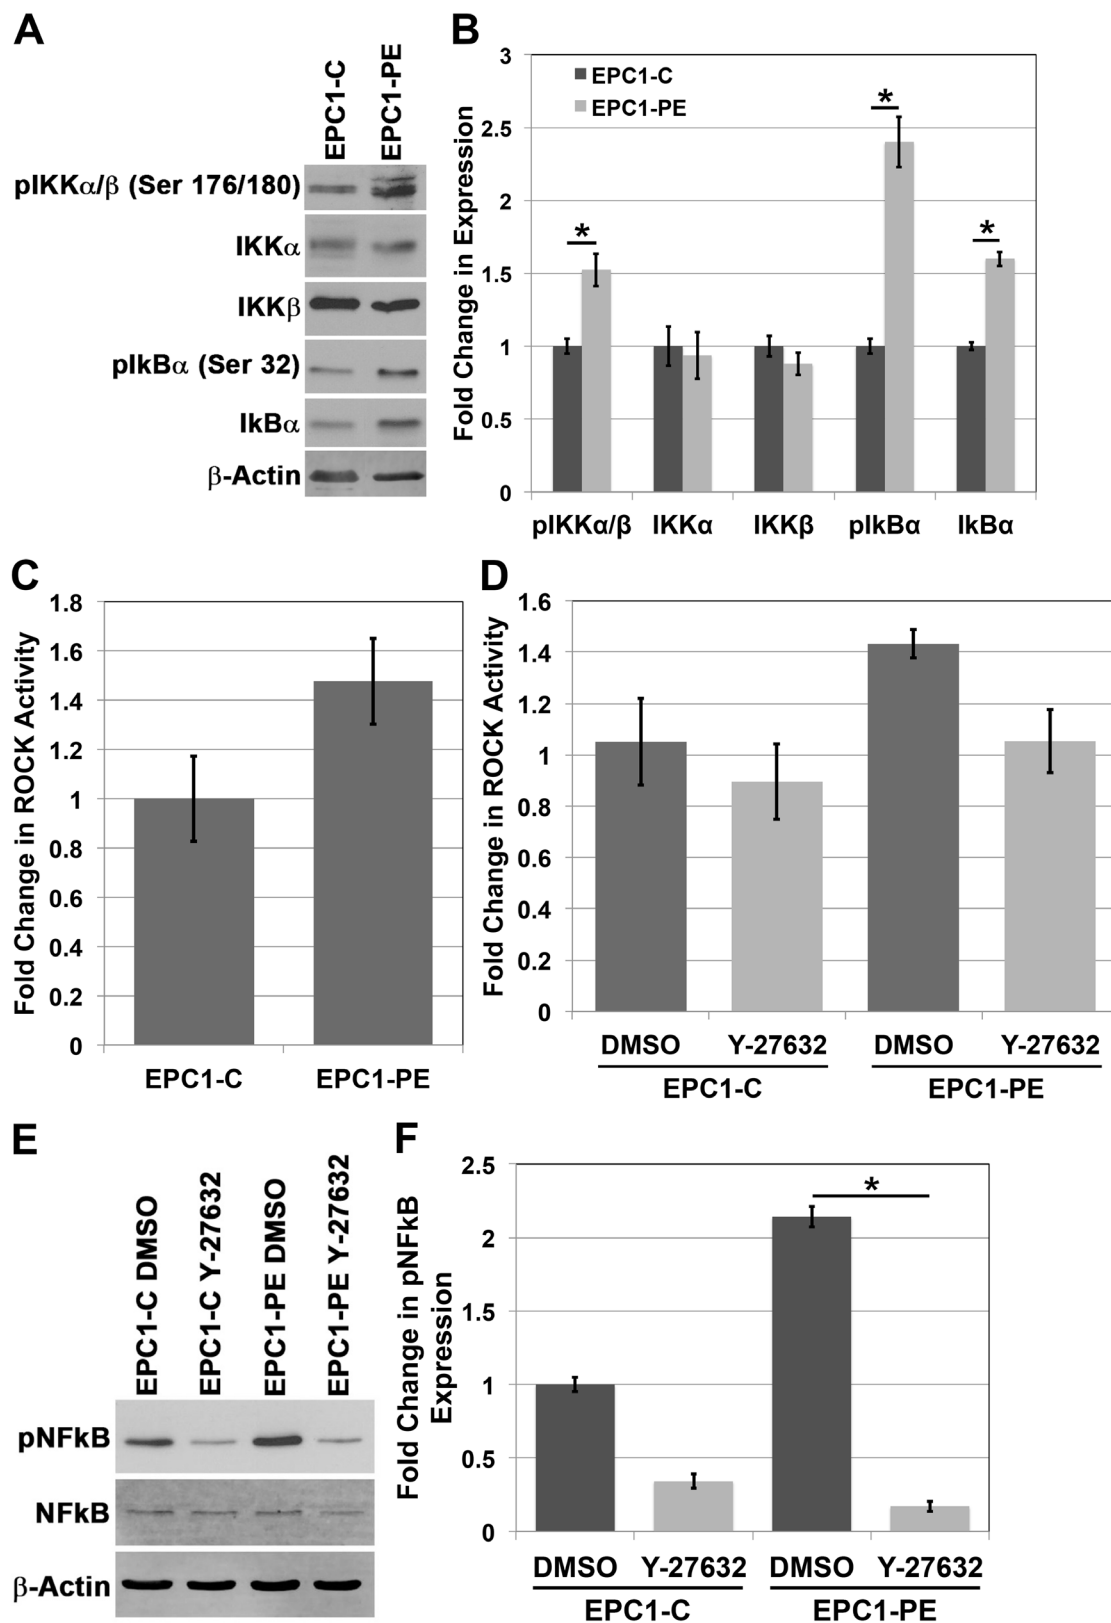 A
EPC1-C
EPC1-PE
pIKKα/β (Ser 176/180)
IKKα
IKKβ
pIkBα (Ser 32)
IkBα
β-Actin
B
Fold Change in Expression
3
2.5
2
1.5
1
0.5
0
EPC1-C
EPC1-PE
*
*
*
pIKKα/β IKKα IKKβ pIkBα IkBα
C
Fold Change in ROCK Activity
1.8
1.6
1.4
1.2
1
0.8
0.6
0.4
0.2
0
EPC1-C EPC1-PE
D
Fold Change in ROCK Activity
1.6
1.4
1.2
1
0.8
0.6
0.4
0.2
0
DMSO Y-27632 DMSO Y-27632
EPC1-C EPC1-PE
E
EPC1-C DMSO
EPC1-C Y-27632
EPC1-PE DMSO
EPC1-PE Y-27632
pNFkB
NFkB
β-Actin
F
Fold Change in pNFkB
Expression
2.5
2
1.5
1
0.5
0
*
DMSO Y-27632 DMSO Y-27632
EPC1-C EPC1-PE